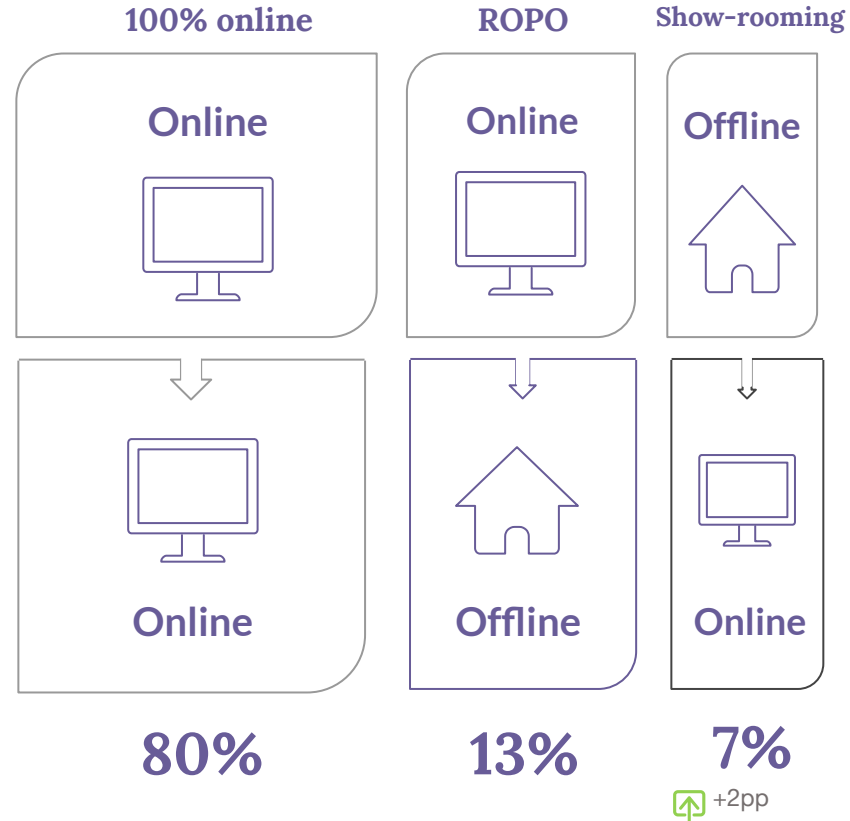 100% online
ROPO
Show-rooming
Online
Online
Offline
Online
Offline
Online
80%
13%
7%
+2pp